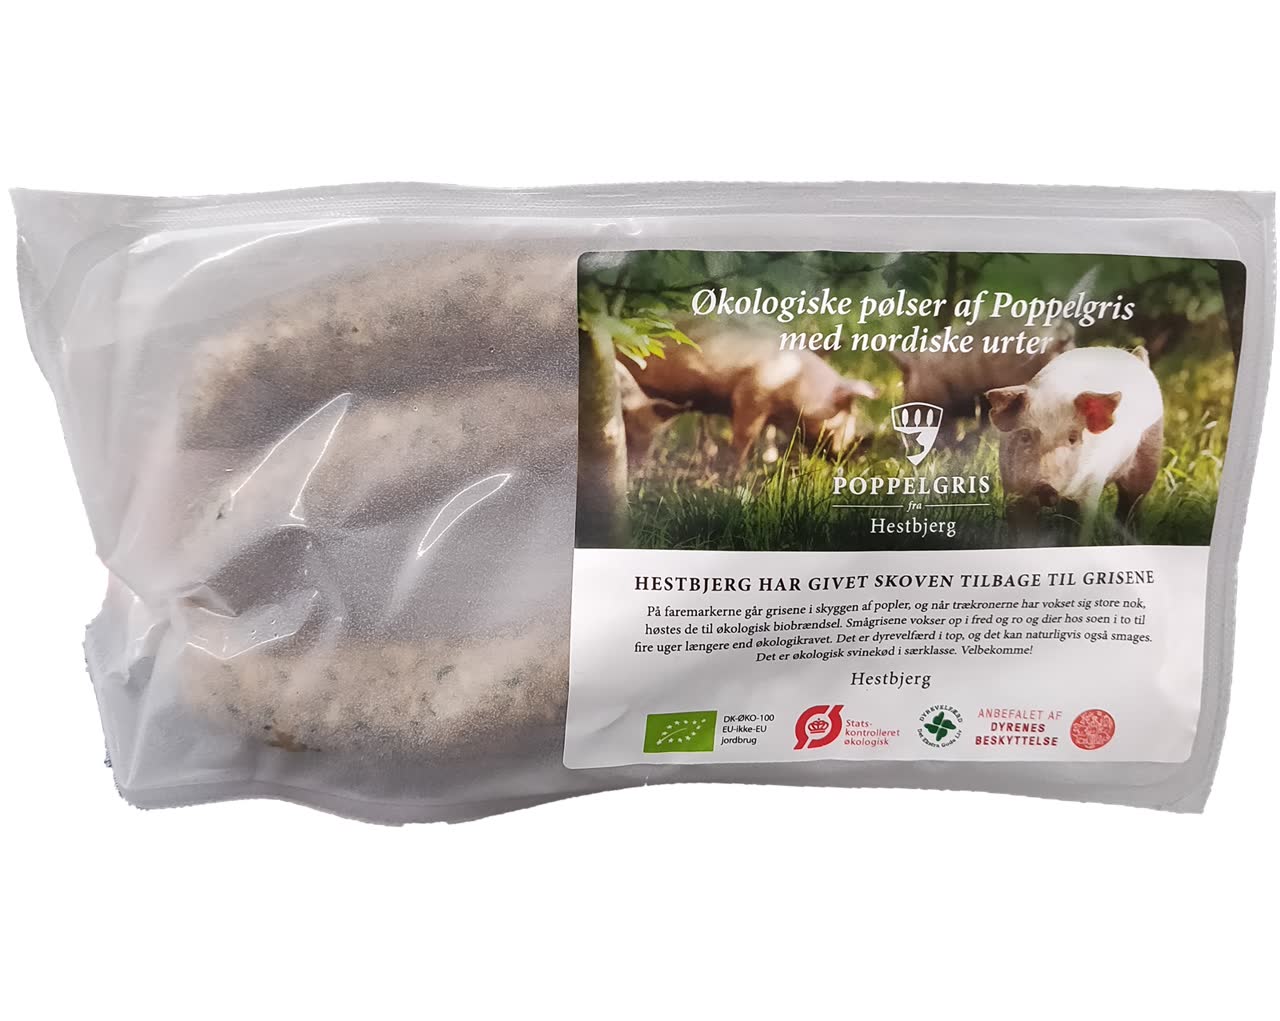 Økologiske pølser af Poppelgris
med nordiske urter
POPPELGRIS
fra
Hestbjerg
HESTBJERG HAR GIVET SKOVEN TILBAGE TIL GRISENE
På faremarkerne går grisene i skyggen af popler, og når trækronerne har vokset sig store nok,
høstes de til økologisk biobrændsel. Smågrisene vokser op i fred og ro og dier hos soen i to til
fire uger længere end økologikravet. Det er dyrevelfærd i top, og det kan naturligvis også smages.
Det er økologisk svinekød i særklasse. Velbekomme!
Hestbjerg
DK-ØKO-100
EU-ikke-EU
jordbrug
Ø
Stats-
kontrolleret
økologisk
DYREVELFÆRD
Det Ekstra Gode Liv
ANBEFALET AF
DYRENES
BESKYTTELSE